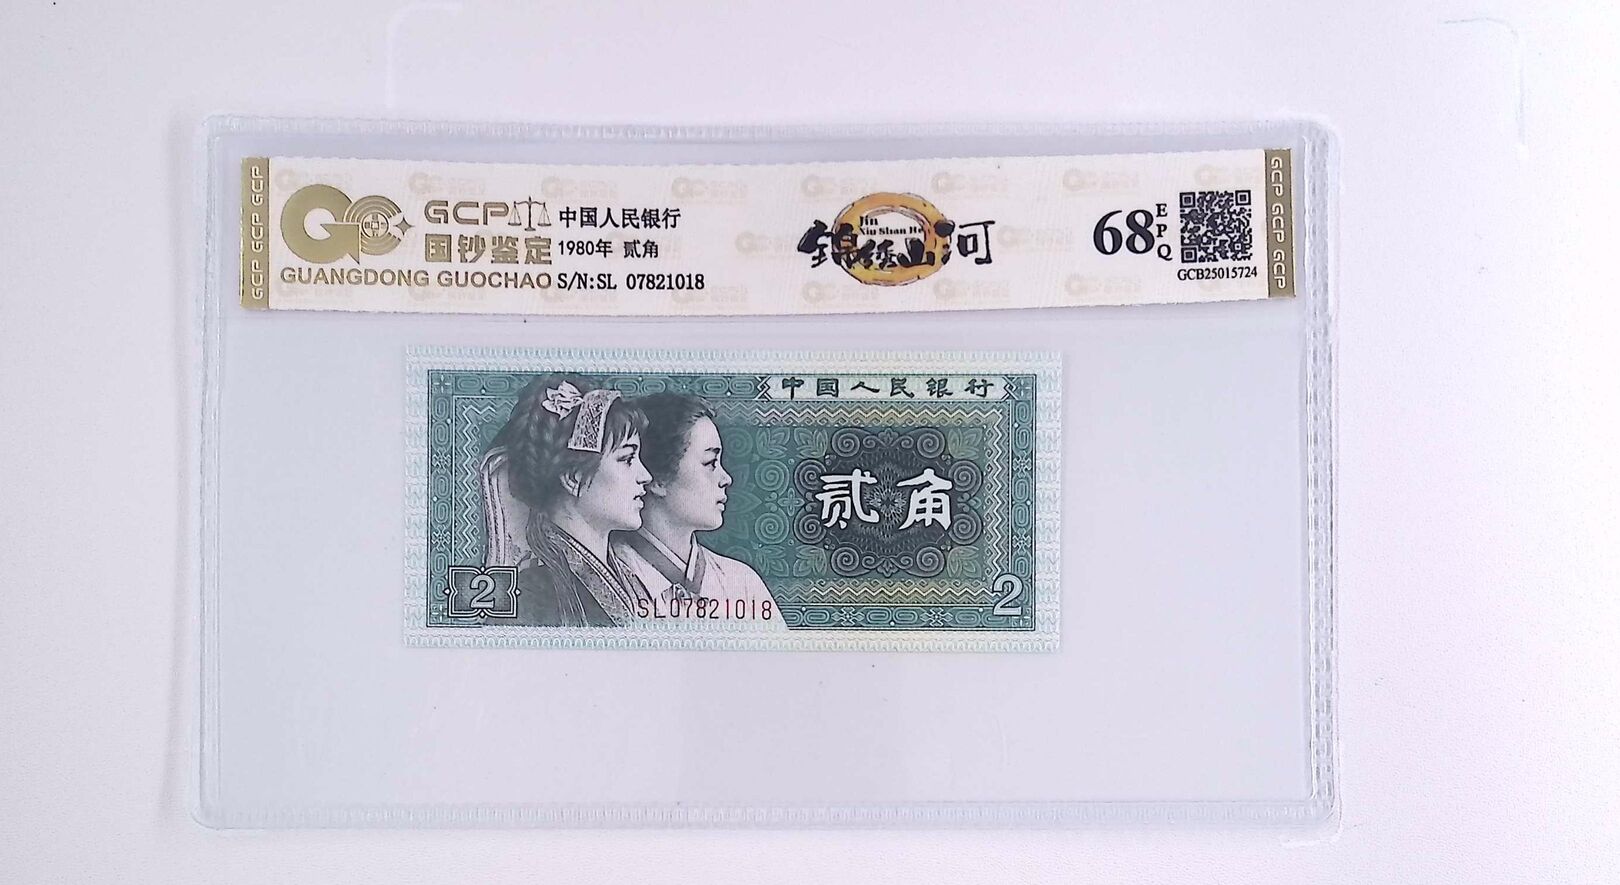 GCP GCP GCP
GCP
国钞鉴定
GUANGDONG GUOCHAO
中国人民银行
1980年 贰角
S/N:SL 07821018
锦绣山河
Jin
Xiu Shan He
68
EPQ
GCB25015724
GCP GCP GCP
中国人民银行
贰角
2
SL07821018
2